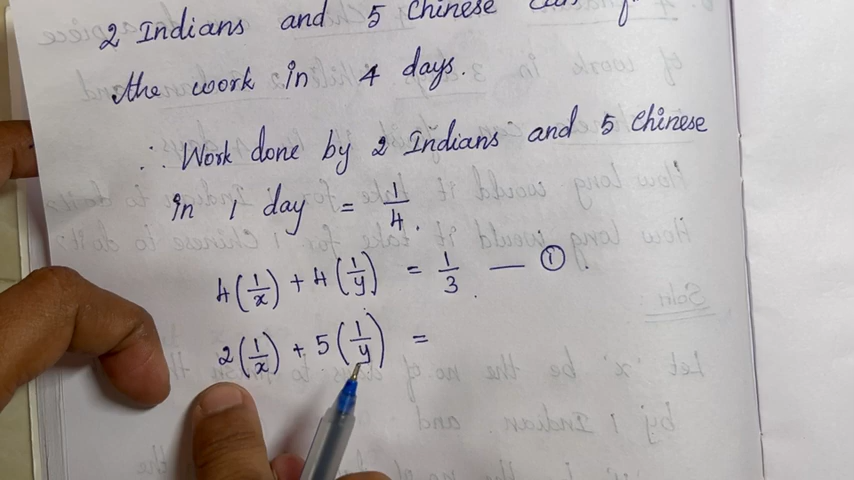 2 Indians and 5 Chinese can
the work in 4 days.
∴ Work done by 2 Indians and 5 Chinese
in 1 day = 1/4.
4(1/x) + 4(1/y) = 1/3 — ①.
2(1/x) + 5(1/y) =